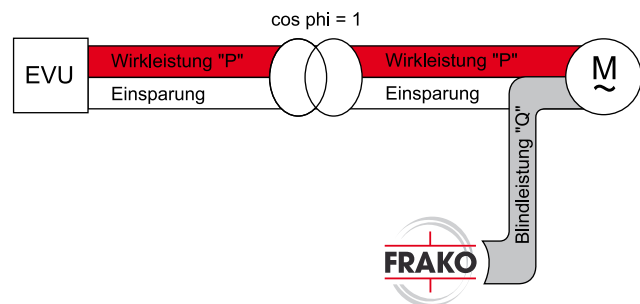 cos phi = 1
EVU
Wirkleistung "P"
Wirkleistung "P"
M
~
Einsparung
Einsparung
Blindleistung "Q"
FRAKO